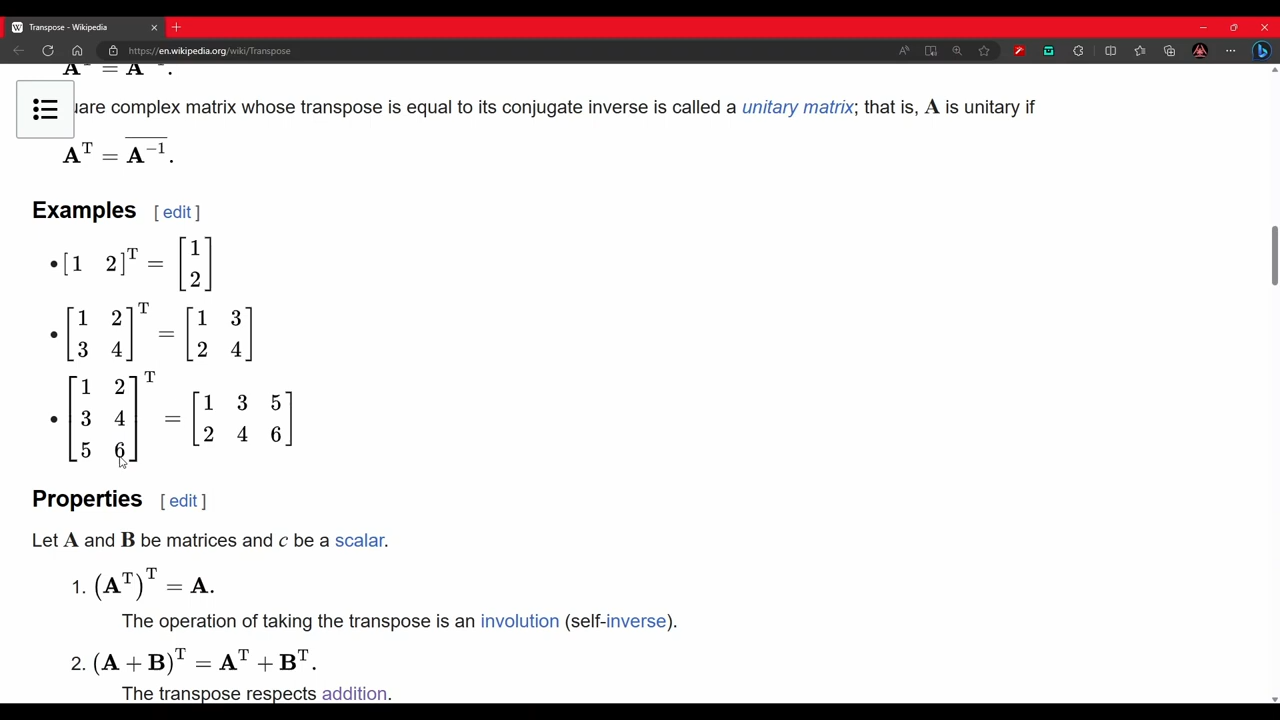 Transpose - Wikipedia
https://en.wikipedia.org/wiki/Transpose
uare complex matrix whose transpose is equal to its conjugate inverse is called a unitary matrix; that is, A is unitary if
Aᵀ = A⁻¹.
Examples [ edit ]
• [1 2]ᵀ = [1
2]
• [1 2
3 4]ᵀ = [1 3
2 4]
• [1 2
3 4
5 6]ᵀ = [1 3 5
2 4 6]
Properties [ edit ]
Let A and B be matrices and c be a scalar.
1. (Aᵀ)ᵀ = A.
The operation of taking the transpose is an involution (self-inverse).
2. (A + B)ᵀ = Aᵀ + Bᵀ.
The transpose respects addition.